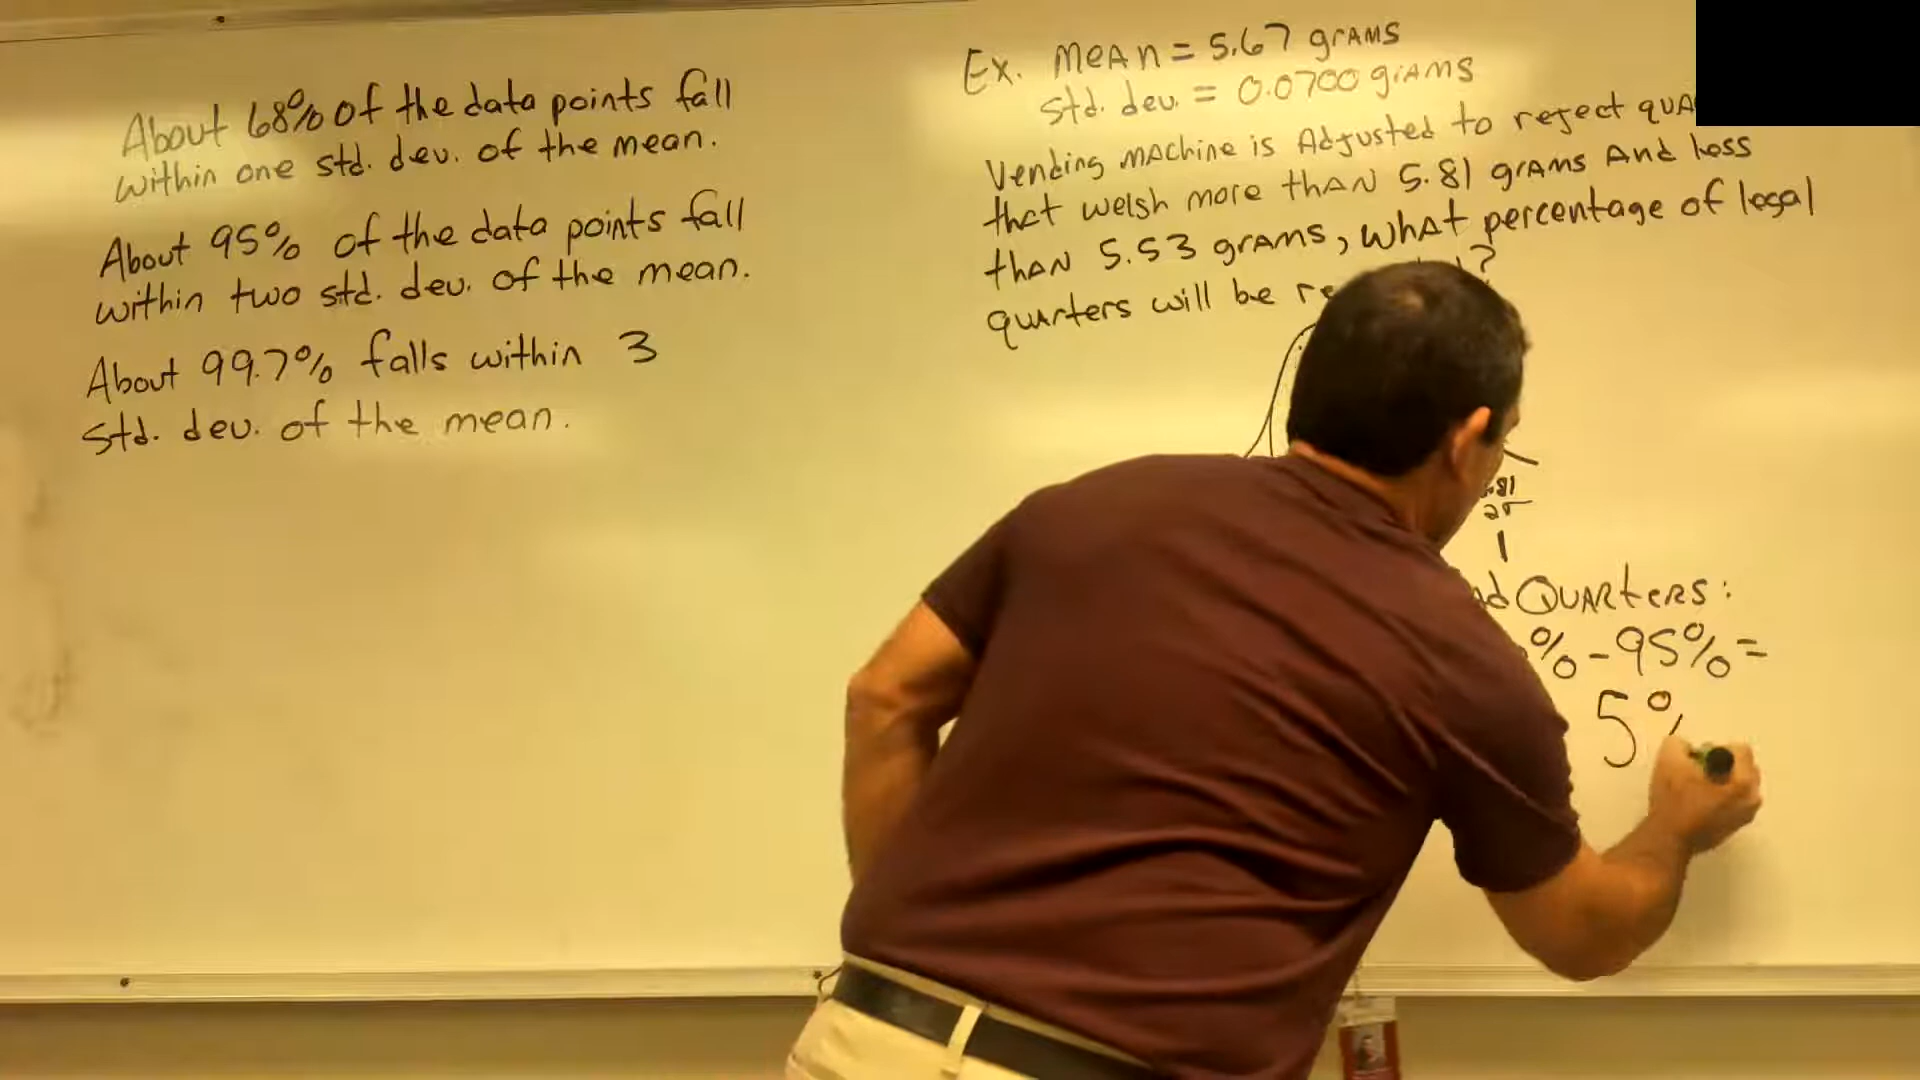 About 68% of the data points fall
within one std. dev. of the mean.
About 95% of the data points fall
within two std. dev. of the mean.
About 99.7% falls within 3
std. dev. of the mean.
Ex. Mean = 5.67 grams
std. dev. = 0.0700 grams
Vending machine is Adjusted to reject
that weigh more than 5.81 grams And less
than 5.53 grams, what percentage of legal
quarters will be
.81
2σ
Quarters:
% - 95% =
5%